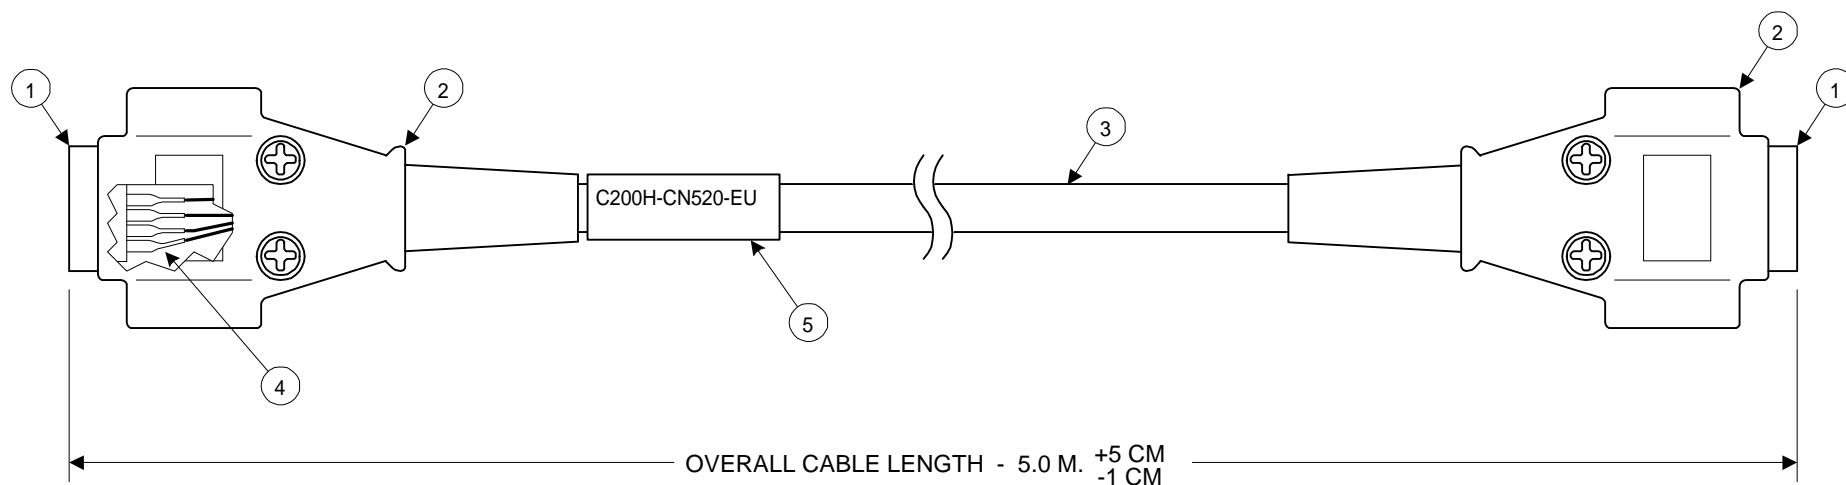 2
1
2
1
3
C200H-CN520-EU
5
4
OVERALL CABLE LENGTH - 5.0 M. +5 CM
-1 CM